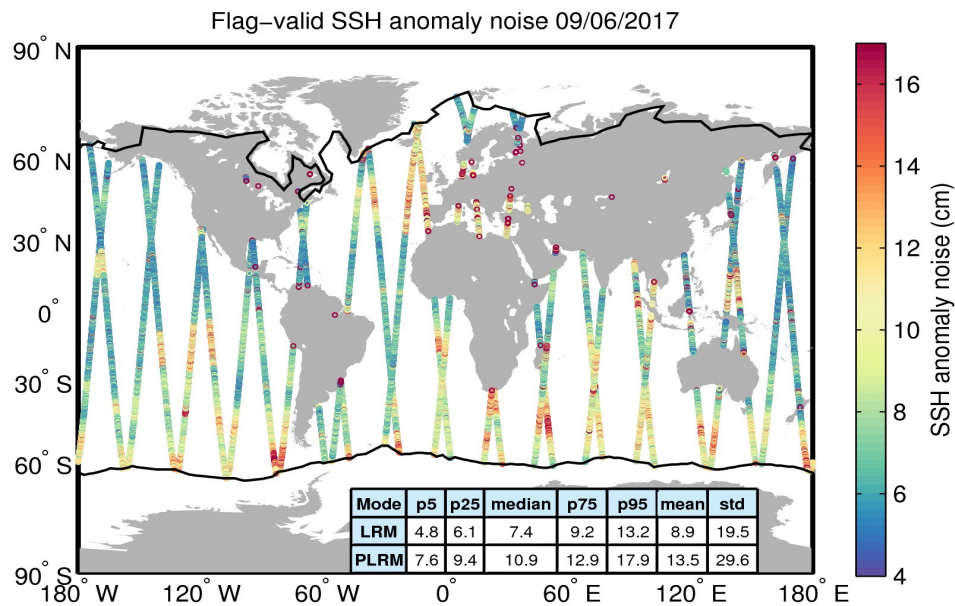 Flag−valid SSH anomaly noise 09/06/2017
90° N
60° N
30° N
0°
30° S
60° S
90° S
180° W
120° W
60° W
0°
60° E
120° E
180° E
Mode p5 p25 median p75 p95 mean std
LRM 4.8 6.1 7.4 9.2 13.2 8.9 19.5
PLRM 7.6 9.4 10.9 12.9 17.9 13.5 29.6
16
14
12
10
8
6
4
SSH anomaly noise (cm)